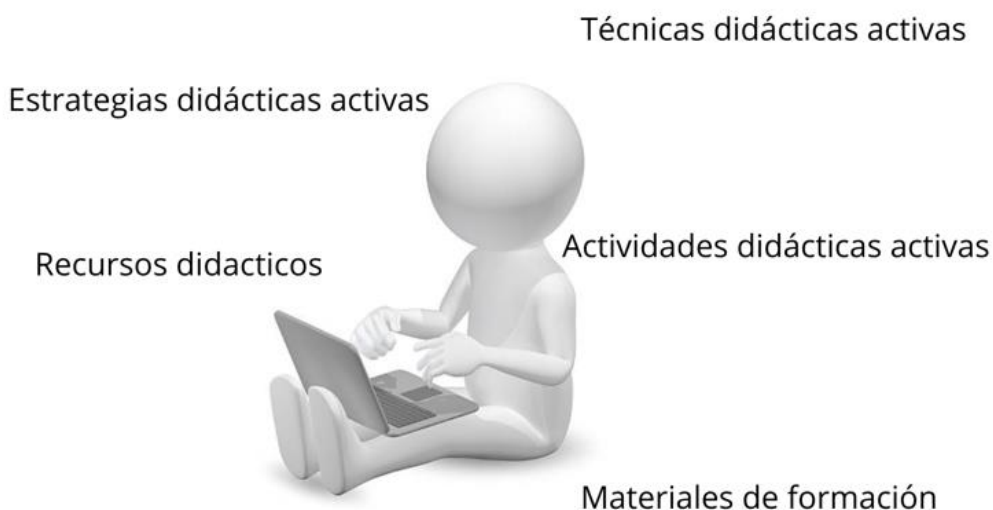 Técnicas didácticas activas
Estrategias didácticas activas
Actividades didácticas activas
Recursos didacticos
Materiales de formación